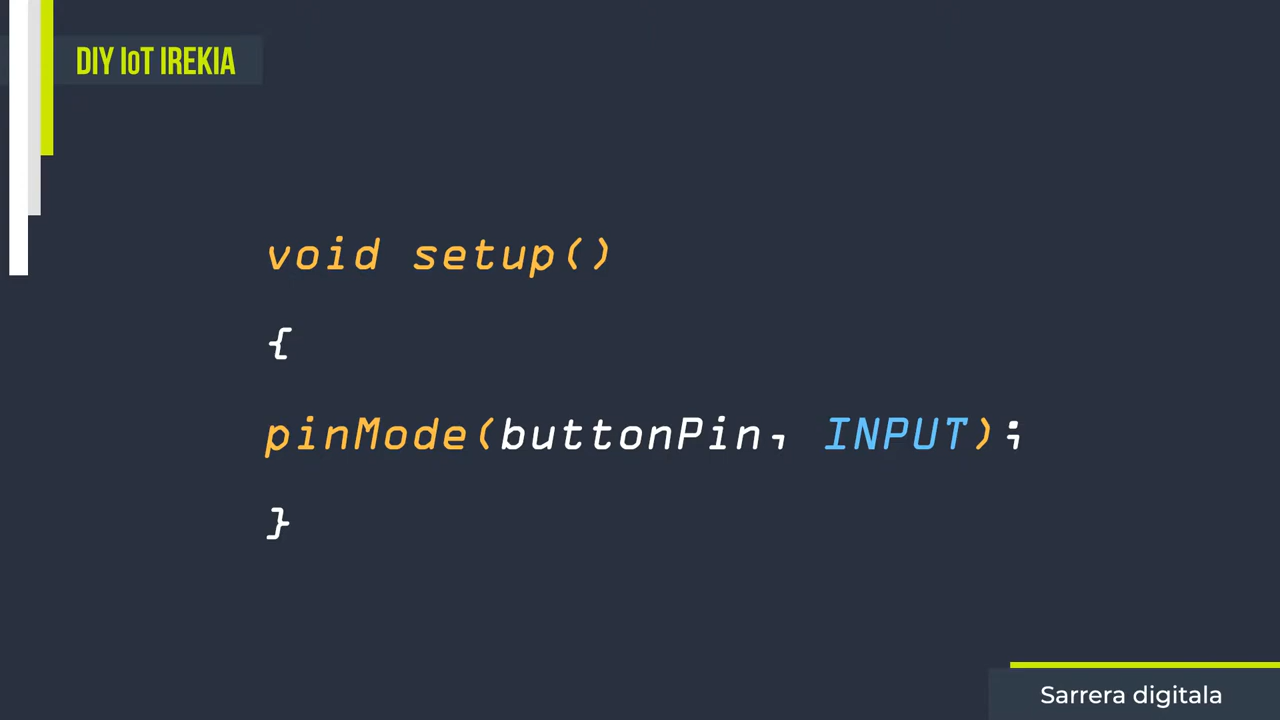 DIY IoT IREKIA
void setup()
{
pinMode(buttonPin, INPUT);
}
Sarrera digitala